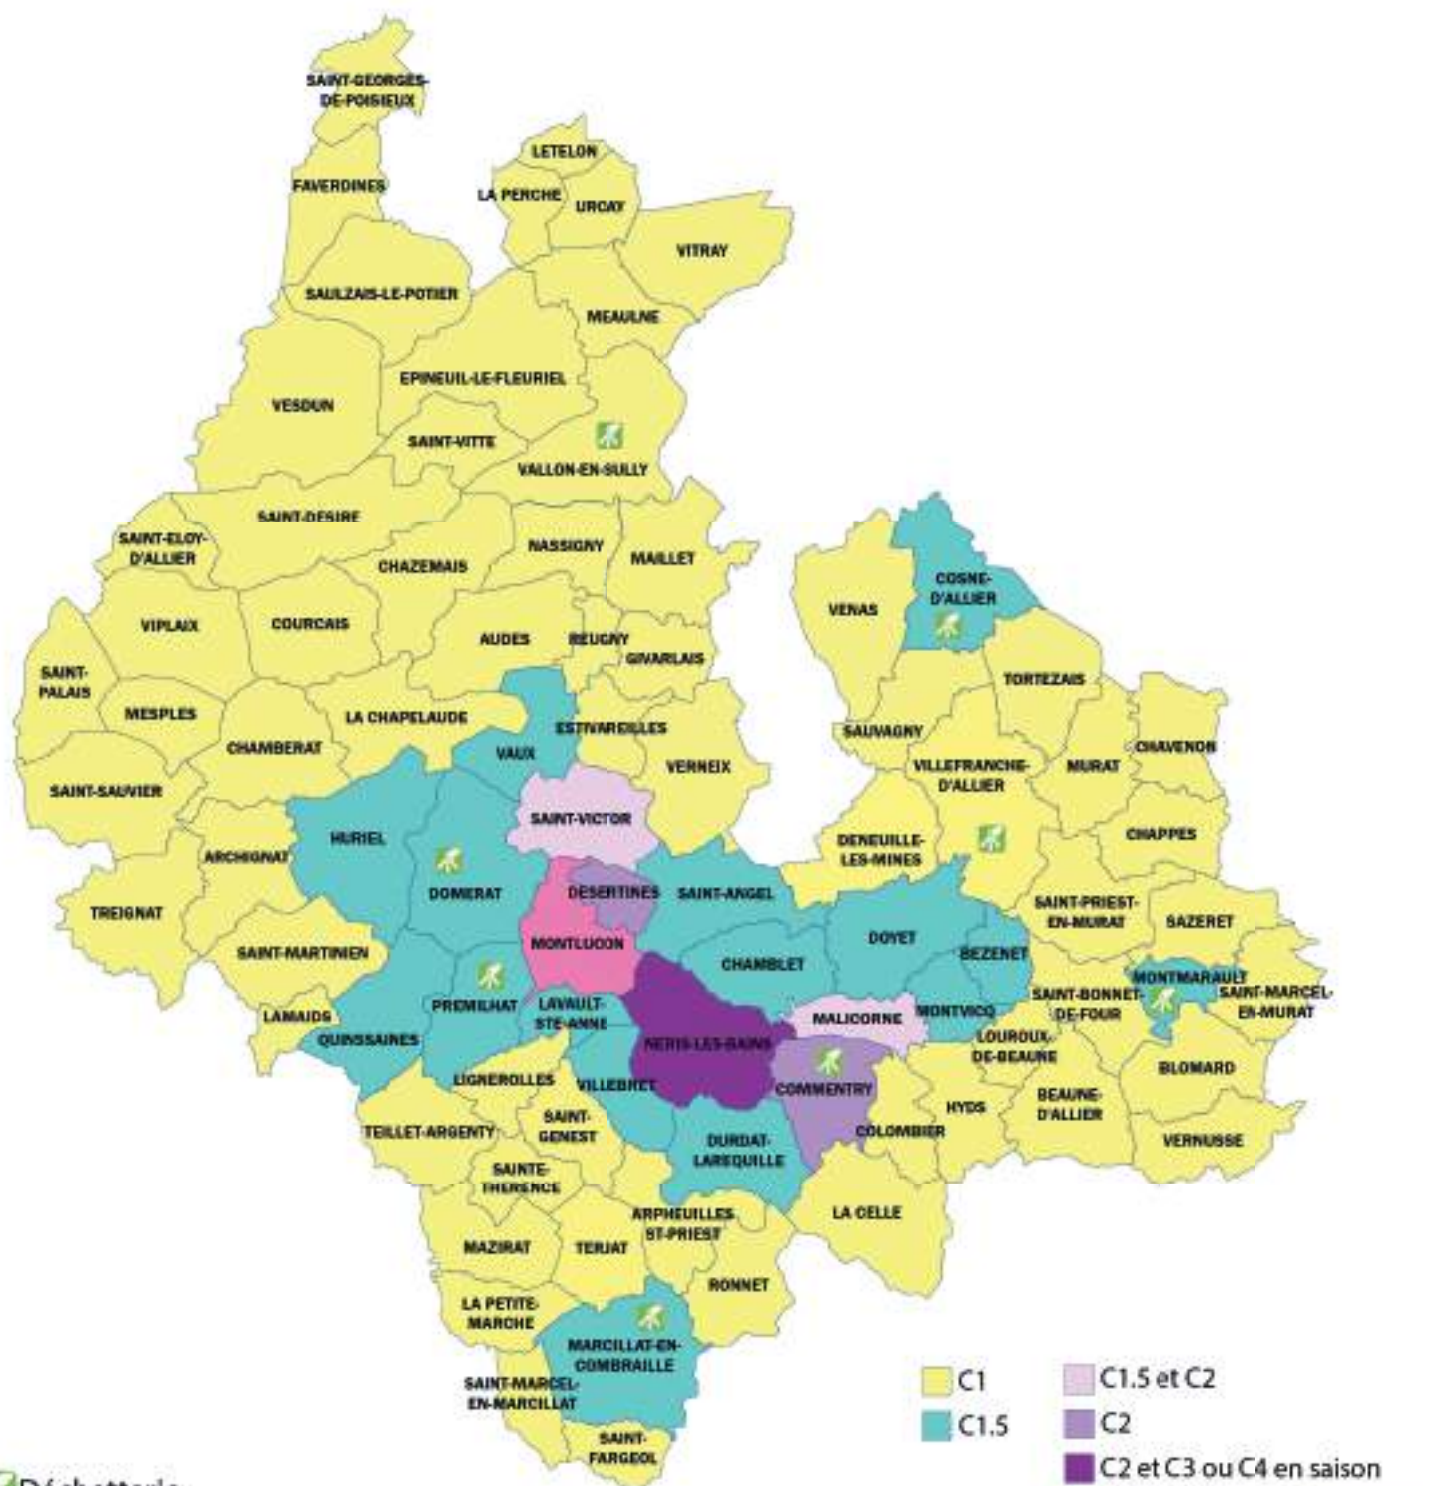 SAINT-GEORGES-
DE-POISIEUX
FAVERDINES
LETELON
LA PERCHE
URCAY
VITRAY
SAULZAIS-LE-POTIER
MEAULNE
EPINEUIL-LE-FLEURIEL
VESDUN
SAINT-VITTE
VALLON-EN-SULLY
SAINT-DESIRE
SAINT-ELOY-
D'ALLIER
CHAZEMAIS
NASSIGNY
MAILLET
COSNE-
D'ALLIER
VENAS
VIPLAIX
COURCAIS
AUDES
REUGNY
GIVARLAIS
SAINT-
PALAIS
TORTEZAIS
MESPLES
LA CHAPELAUDE
ESTIVAREILLES
SAUVAGNY
CHAMBERAT
VAUX
VERNEIX
VILLEFRANCHE-
D'ALLIER
MURAT
CHAVENON
SAINT-SAUVIER
SAINT-VICTOR
HURIEL
DENEUILLE-
LES-MINES
CHAPPES
ARCHIGNAT
DOMERAT
DESERTINES
SAINT-ANGEL
TREIGNAT
SAINT-PRIEST-
EN-MURAT
SAZERET
SAINT-MARTINIEN
MONTLUCON
CHAMBLET
DOYET
BEZENET
MONTMARAULT
PREMILHAT
LAVAULT-
STE-ANNE
SAINT-BONNET-
DE-FOUR
SAINT-MARCEL-
EN-MURAT
LAMAIDS
MALICORNE
MONTVICQ
QUINSSAINES
NERIS-LES-BAINS
LOUROUX-
DE-BEAUNE
BLOMARD
LIGNEROLLES
VILLEBRET
COMMENTRY
HYDS
BEAUNE-
D'ALLIER
TEILLET-ARGENTY
SAINT-
GENEST
COLOMBIER
VERNUSSE
DURDAT-
LAREQUILLE
SAINTE-
THERENCE
ARPHEUILLES
ST-PRIEST
LA CELLE
MAZIRAT
TERJAT
RONNET
LA PETITE-
MARCHE
MARCILLAT-EN-
COMBRAILLE
SAINT-MARCEL-
EN-MARCILLAT
SAINT-
FARGEOL
C1
C1.5
C1.5 et C2
C2
C2 et C3 ou C4 en saison
Déchetterie